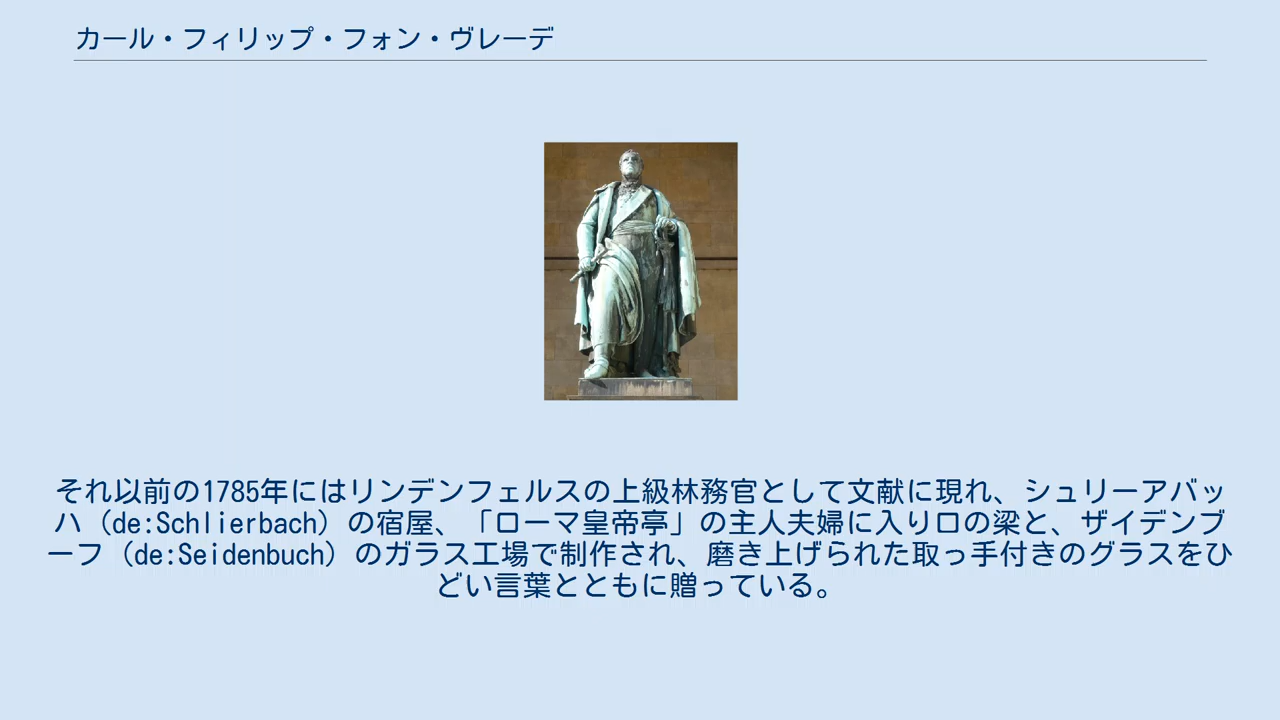 カール・フィリップ・フォン・ヴレーデ
それ以前の1785年にはリンデンフェルスの上級林務官として文献に現れ、シュリーアバッ
ハ（de:Schlierbach）の宿屋、「ローマ皇帝亭」の主人夫婦に入り口の梁と、ザイデンブ
ーフ（de:Seidenbuch）のガラス工場で制作され、磨き上げられた取っ手付きのグラスをひ
どい言葉とともに贈っている。